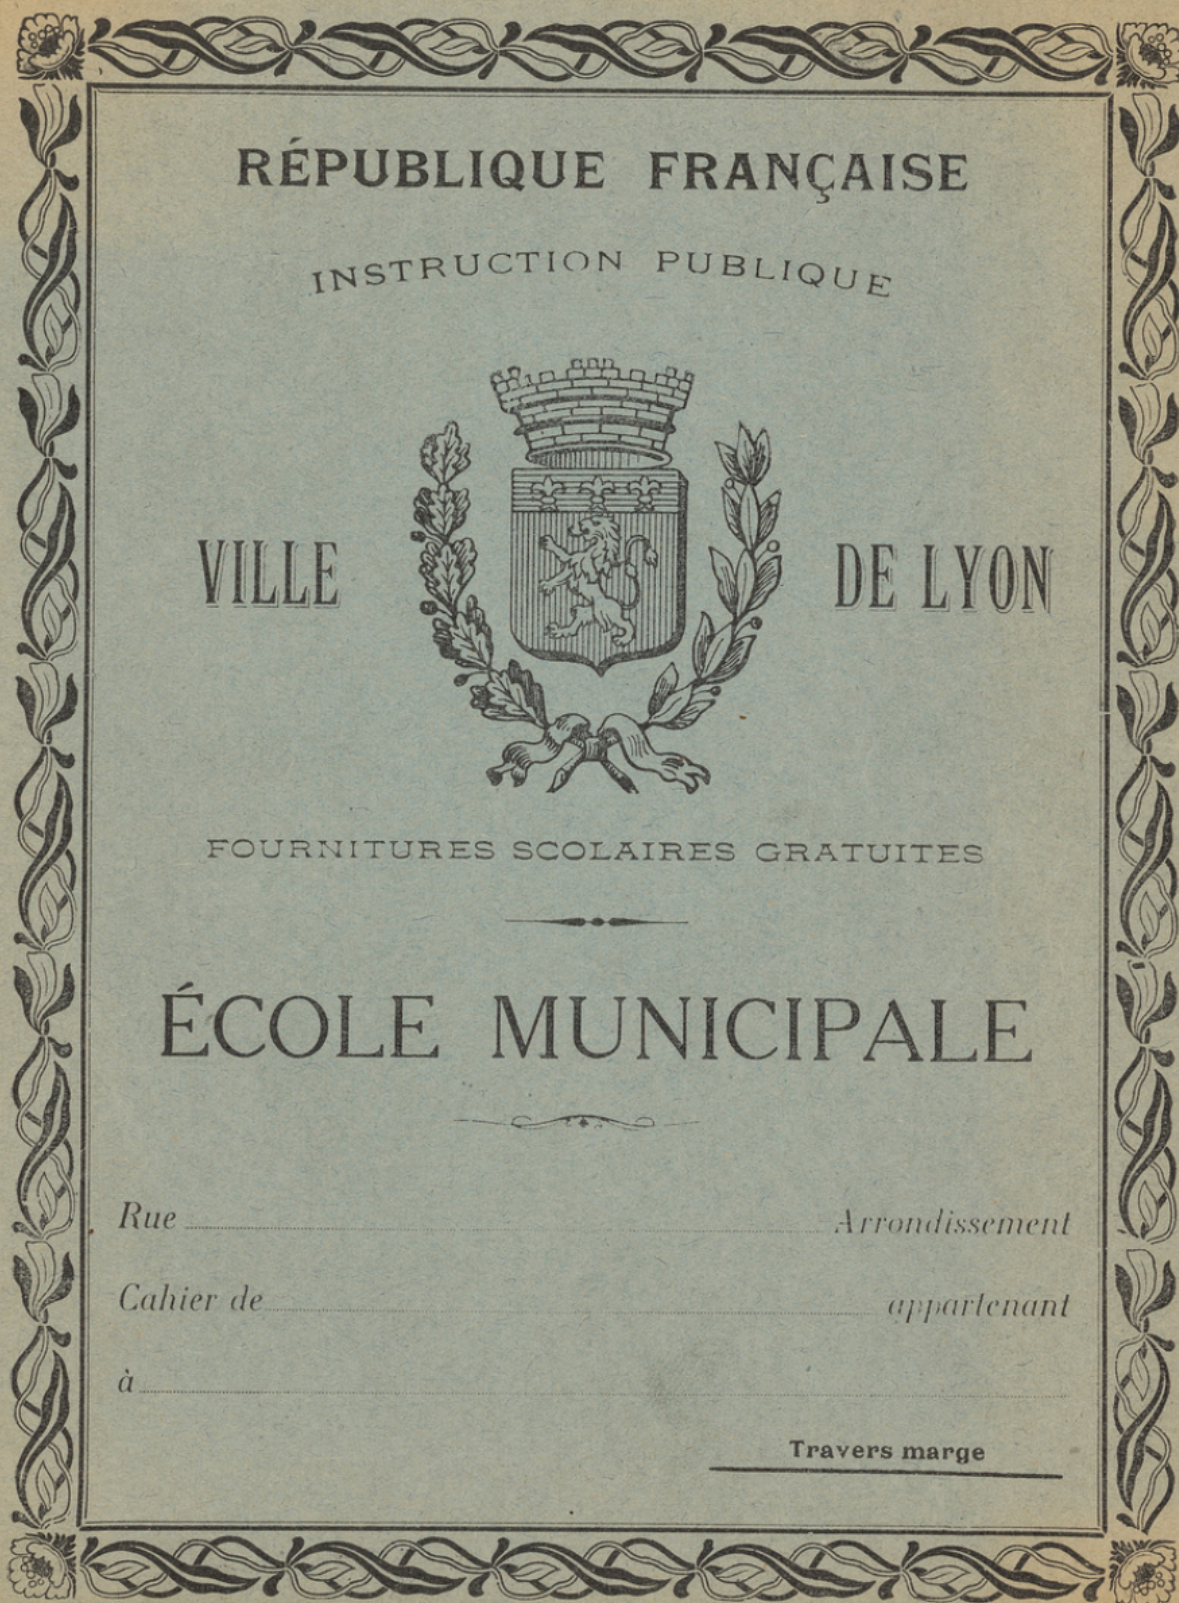 RÉPUBLIQUE FRANÇAISE
INSTRUCTION PUBLIQUE
VILLE DE LYON
FOURNITURES SCOLAIRES GRATUITES
ÉCOLE MUNICIPALE
Rue Arrondissement
Cahier de appartenant
à
Travers marge